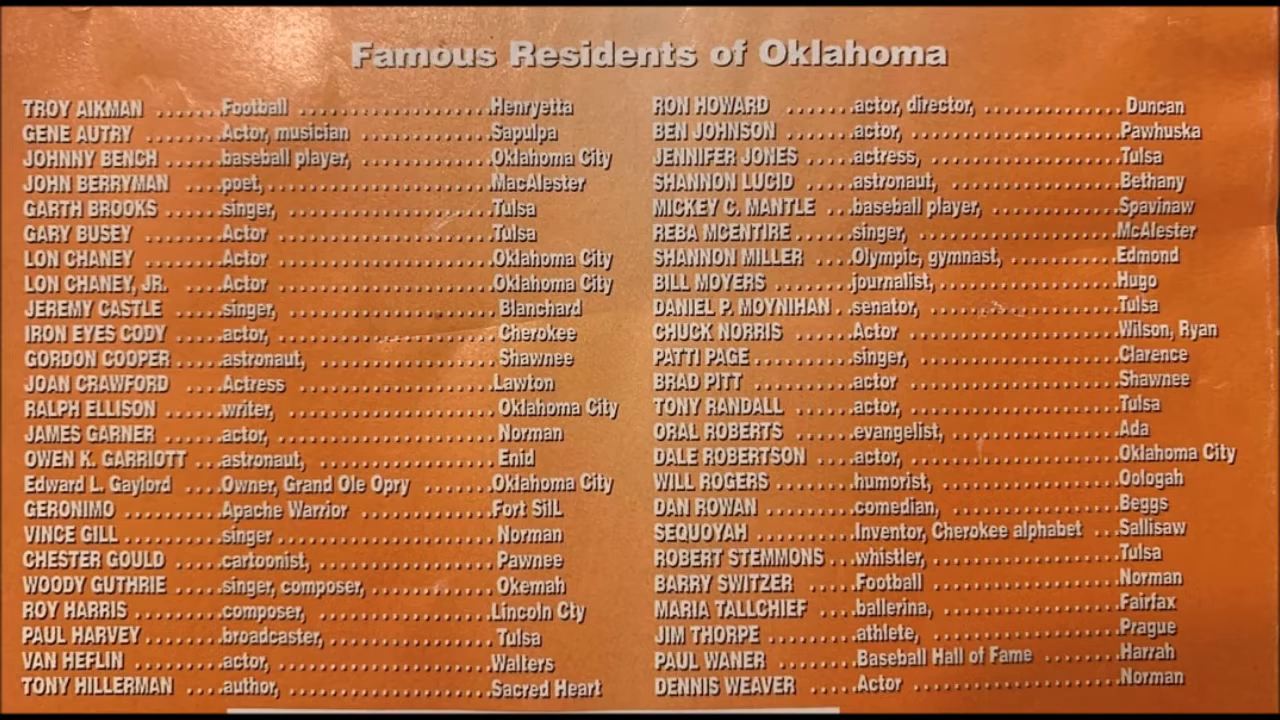 Famous Residents of Oklahoma
TROY AIKMAN .......Football ....................Henryetta
GENE AUTRY ........Actor, musician .............Sapulpa
JOHNNY BENCH ......baseball player, .............Oklahoma City
JOHN BERRYMAN ....poet,.......................MacAlester
GARTH BROOKS ......singer, ....................Tulsa
GARY BUSEY ........Actor .....................Tulsa
LON CHANEY ........Actor .....................Oklahoma City
LON CHANEY, JR. ....Actor .....................Oklahoma City
JEREMY CASTLE .....singer, .....................Blanchard
IRON EYES CODY ....actor,......................Cherokee
GORDON COOPER ....astronaut, .................Shawnee
JOAN CRAWFORD ....Actress ....................Lawton
RALPH ELLISON ......writer, .....................Oklahoma City
JAMES GARNER ......actor, .....................Norman
OWEN K. GARRIOTT ...astronaut, .................Enid
Edward L. Gaylord ....Owner, Grand Ole Opry .......Oklahoma City
GERONIMO ..........Apache Warrior .............Fort SilL
VINCE GILL ..........singer .....................Norman
CHESTER GOULD .....cartoonist, ..................Pawnee
WOODY GUTHRIE .....singer, composer, ............Okemah
ROY HARRIS .........composer, ..................Lincoln Cty
PAUL HARVEY ........broadcaster, ................Tulsa
VAN HEFLIN .........actor, .....................Walters
TONY HILLERMAN ....author, ....................Sacred Heart
RON HOWARD .......actor, director, ..............Duncan
BEN JOHNSON ......actor, .....................Pawhuska
JENNIFER JONES .....actress, ....................Tulsa
SHANNON LUCID .....astronaut, .................Bethany
MICKEY C. MANTLE ...baseball player, .............Spavinaw
REBA MCENTIRE ......singer, .....................McAlester
SHANNON MILLER ....Olympic, gymnast, ...........Edmond
BILL MOYERS ........journalist, .................Hugo
DANIEL P. MOYNIHAN ..senator, ...................Tulsa
CHUCK NORRIS ......Actor .....................Wilson, Ryan
PATTI PAGE ..........singer, ....................Clarence
BRAD PITT ..........actor .....................Shawnee
TONY RANDALL ......actor, .....................Tulsa
ORAL ROBERTS ......evangelist, .................Ada
DALE ROBERTSON ....actor, .....................Oklahoma City
WILL ROGERS ........humorist, ..................Oologah
DAN ROWAN .........comedian, .................Beggs
SEQUOYAH ..........Inventor, Cherokee alphabet ...Sallisaw
ROBERT STEMMONS ...whistler, ...................Tulsa
BARRY SWITZER .....Football ...................Norman
MARIA TALLCHIEF ....ballerina, ..................Fairfax
JIM THORPE .........athlete, ...................Prague
PAUL WANER ........Baseball Hall of Fame ........Harrah
DENNIS WEAVER .....Actor .....................Norman